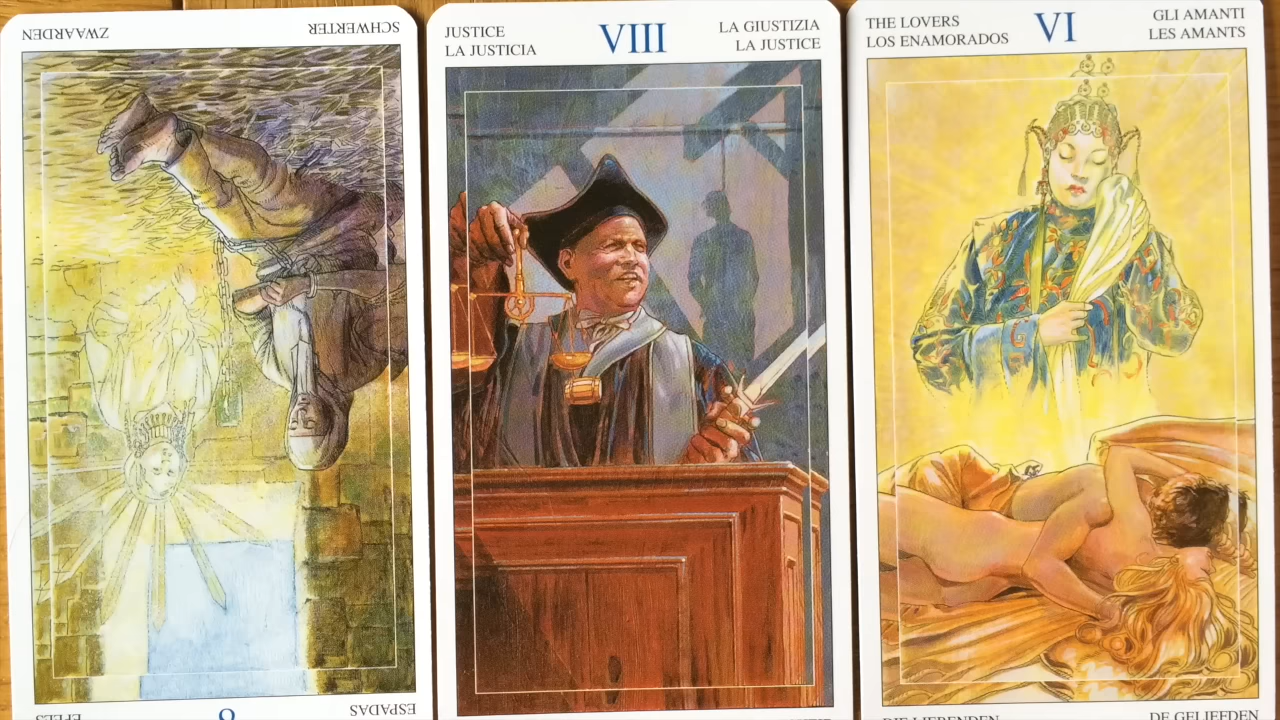 ZWAARDEN
SCHWERTER
ESPADAS
JUSTICE
LA JUSTICIA
VIII
LA GIUSTIZIA
LA JUSTICE
THE LOVERS
LOS ENAMORADOS
VI
GLI AMANTI
LES AMANTS
DIE LIEBENDEN
DE GELIEFDEN